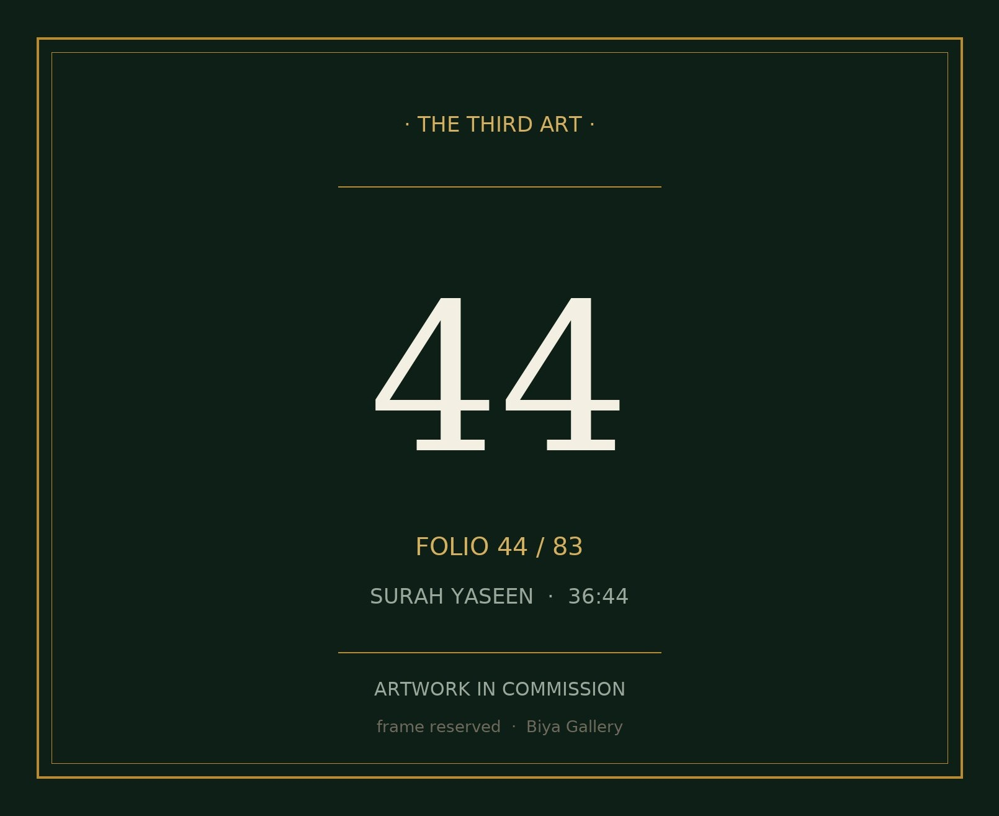 · THE THIRD ART ·
44
FOLIO 44 / 83
SURAH YASEEN · 36:44
ARTWORK IN COMMISSION
frame reserved · Biya Gallery